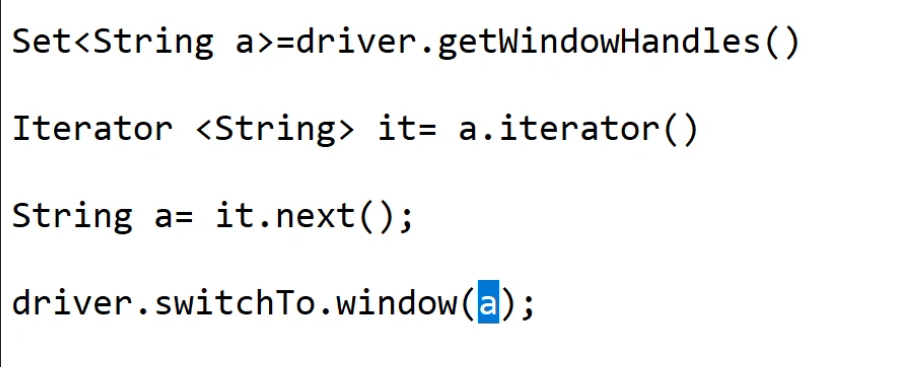 Set<String a>=driver.getWindowHandles()
Iterator <String> it= a.iterator()
String a= it.next();
driver.switchTo.window(a);